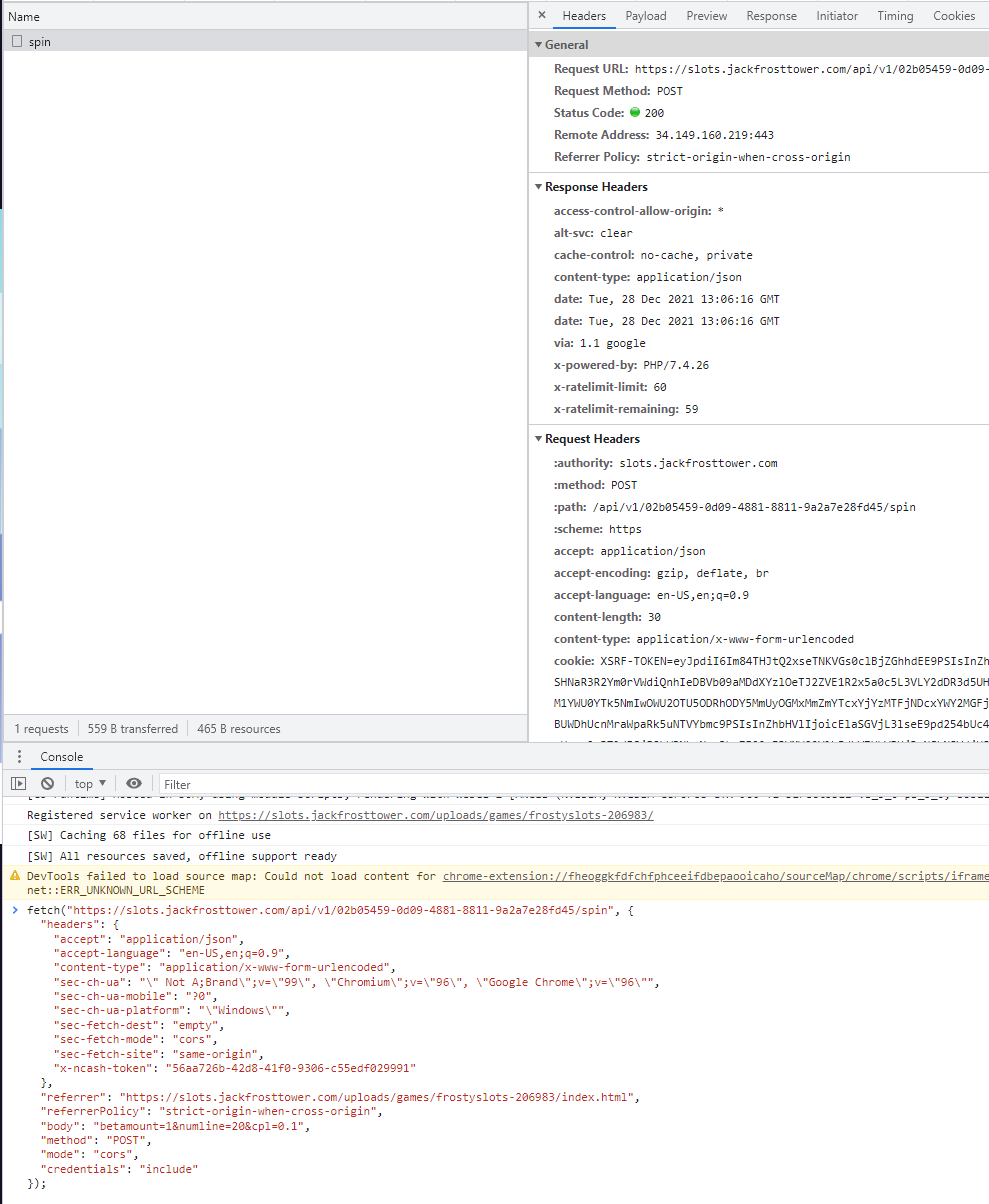 Name
spin
1 requests
559 B transferred
465 B resources
× Headers Payload Preview Response Initiator Timing Cookies
▼ General
Request URL: https://slots.jackfrosttower.com/api/v1/02b05459-0d09-
Request Method: POST
Status Code: 200
Remote Address: 34.149.160.219:443
Referrer Policy: strict-origin-when-cross-origin
▼ Response Headers
access-control-allow-origin: *
alt-svc: clear
cache-control: no-cache, private
content-type: application/json
date: Tue, 28 Dec 2021 13:06:16 GMT
date: Tue, 28 Dec 2021 13:06:16 GMT
via: 1.1 google
x-powered-by: PHP/7.4.26
x-ratelimit-limit: 60
x-ratelimit-remaining: 59
▼ Request Headers
:authority: slots.jackfrosttower.com
:method: POST
:path: /api/v1/02b05459-0d09-4881-8811-9a2a7e28fd45/spin
:scheme: https
accept: application/json
accept-encoding: gzip, deflate, br
accept-language: en-US,en;q=0.9
content-length: 30
content-type: application/x-www-form-urlencoded
cookie: XSRF-TOKEN=eyJpdiI6Im84THJtQ2xseTNKVGs0clBjZGhhdEE9PSIsInZh
SHNaR3R2Ym0rVWdiQnhIeDBVb09aMDdXYzlOeTJ2ZVE1R2x5a0c5L3VLY2dDR3d5UH
M1YWU0YTk5NmIwOWU2OTU5ODRhODY5MmUyOGMxMmZmYTcxYjYzMTFjNDcxYWY2MGFj
BUWDhUcnMraWpaRk5uNTVYbmc9PSIsInZhbHVlIjoicElaSGVjL3lseE9pd254bUc4
Console
top ▼
Filter
Registered service worker on https://slots.jackfrosttower.com/uploads/games/frostyslots-206983/
[SW] Caching 68 files for offline use
[SW] All resources saved, offline support ready
DevTools failed to load source map: Could not load content for chrome-extension://fheoggkfdfchfphceeifdbepaooicaho/sourceMap/chrome/scripts/iframe
net::ERR_UNKNOWN_URL_SCHEME
> fetch("https://slots.jackfrosttower.com/api/v1/02b05459-0d09-4881-8811-9a2a7e28fd45/spin", {
"headers": {
"accept": "application/json",
"accept-language": "en-US,en;q=0.9",
"content-type": "application/x-www-form-urlencoded",
"sec-ch-ua": "\" Not A;Brand\";v=\"99\", \"Chromium\";v=\"96\", \"Google Chrome\";v=\"96\"",
"sec-ch-ua-mobile": "?0",
"sec-ch-ua-platform": "\"Windows\"",
"sec-fetch-dest": "empty",
"sec-fetch-mode": "cors",
"sec-fetch-site": "same-origin",
"x-ncash-token": "56aa726b-42d8-41f0-9306-c55edf029991"
},
"referrer": "https://slots.jackfrosttower.com/uploads/games/frostyslots-206983/index.html",
"referrerPolicy": "strict-origin-when-cross-origin",
"body": "betamount=1&numline=20&cpl=0.1",
"method": "POST",
"mode": "cors",
"credentials": "include"
});